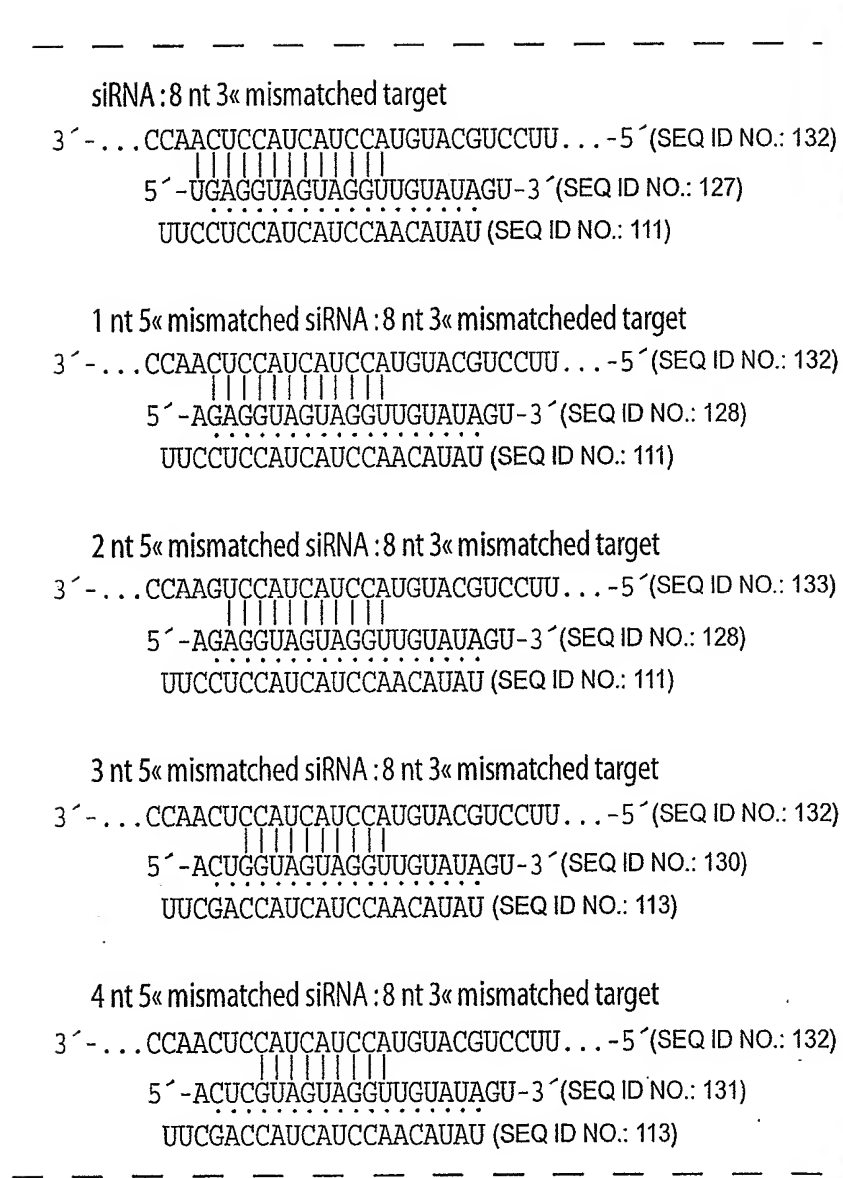 siRNA:8 nt 3« mismatched target
3´-...CCAACUCCAUCAUCCAUGUACGUCCUU...-5´(SEQ ID NO.: 132)
5´-UGAGGUAGUAGGUUGUAUAGU-3´(SEQ ID NO.: 127)
UUCCUCCAUCAUCCAACAUAU (SEQ ID NO.: 111)
1 nt 5« mismatched siRNA:8 nt 3« mismatcheded target
3´-...CCAACUCCAUCAUCCAUGUACGUCCUU...-5´(SEQ ID NO.: 132)
5´-AGAGGUAGUAGGUUGUAUAGU-3´(SEQ ID NO.: 128)
UUCCUCCAUCAUCCAACAUAU (SEQ ID NO.: 111)
2 nt 5« mismatched siRNA:8 nt 3« mismatched target
3´-...CCAAGUCCAUCAUCCAUGUACGUCCUU...-5´(SEQ ID NO.: 133)
5´-AGAGGUAGUAGGUUGUAUAGU-3´(SEQ ID NO.: 128)
UUCCUCCAUCAUCCAACAUAU (SEQ ID NO.: 111)
3 nt 5« mismatched siRNA:8 nt 3« mismatched target
3´-...CCAACUCCAUCAUCCAUGUACGUCCUU...-5´(SEQ ID NO.: 132)
5´-ACUGGUAGUAGGUUGUAUAGU-3´(SEQ ID NO.: 130)
UUCGACCAUCAUCCAACAUAU (SEQ ID NO.: 113)
4 nt 5« mismatched siRNA:8 nt 3« mismatched target
3´-...CCAACUCCAUCAUCCAUGUACGUCCUU...-5´(SEQ ID NO.: 132)
5´-ACUCGUAGUAGGUUGUAUAGU-3´(SEQ ID NO.: 131)
UUCGACCAUCAUCCAACAUAU (SEQ ID NO.: 113)